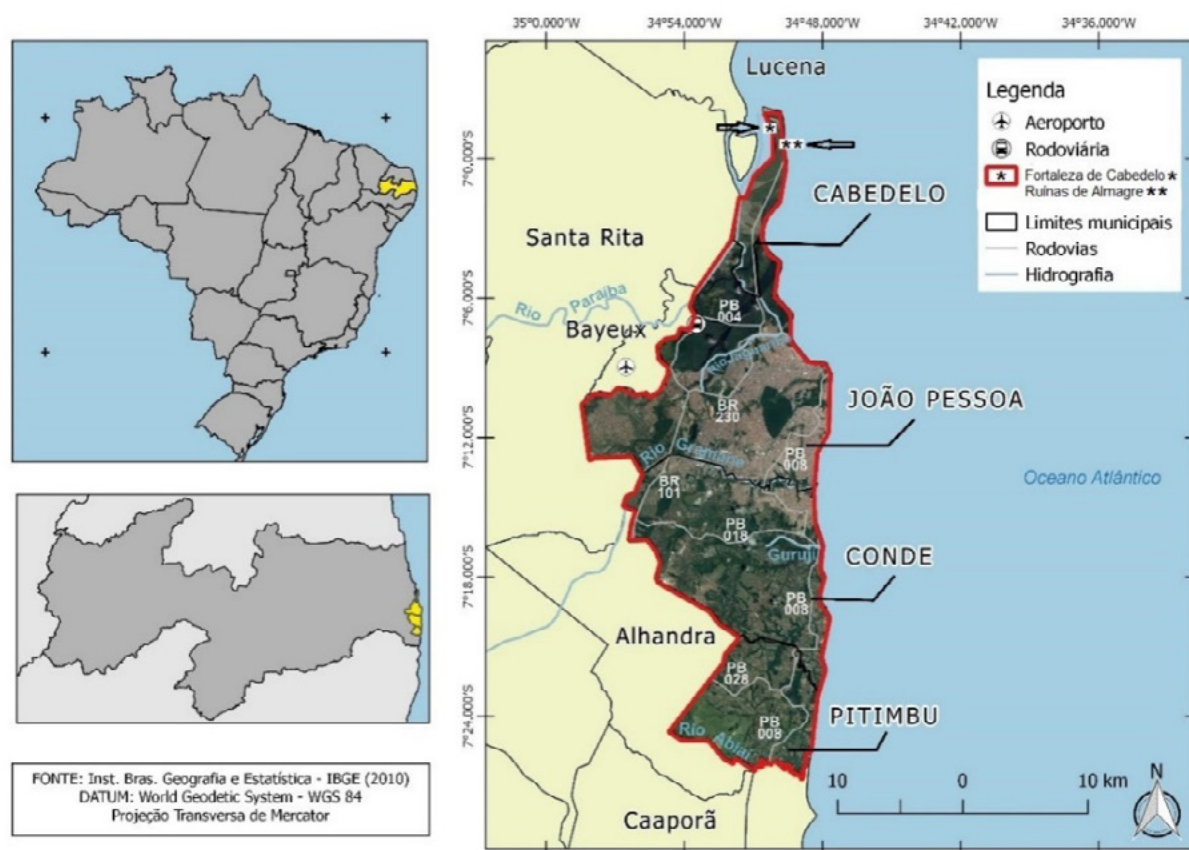 35°0.000'W
34°54.000'W
34°48.000'W
34°42.000'W
34°36.000'W
7°0.000'S
7°6.000'S
7°12.000'S
7°18.000'S
7°24.000'S
Lucena
*
**
CABEDELO
Santa Rita
Rio Paraíba
PB
004
Bayeux
BR
230
JOÃO PESSOA
Rio Gramame
PB
008
BR
101
Oceano Atlântico
PB
018
Gurují
CONDE
PB
008
Alhandra
PB
028
PITIMBU
PB
008
Rio Abiaí
Caaporã
10 0 10 km
N
Legenda
Aeroporto
Rodoviária
* Fortaleza de Cabedelo *
Ruínas de Almagre **
Limites municipais
Rodovias
Hidrografia
FONTE: Inst. Bras. Geografia e Estatística - IBGE (2010)
DATUM: World Geodetic System - WGS 84
Projeção Transversa de Mercator